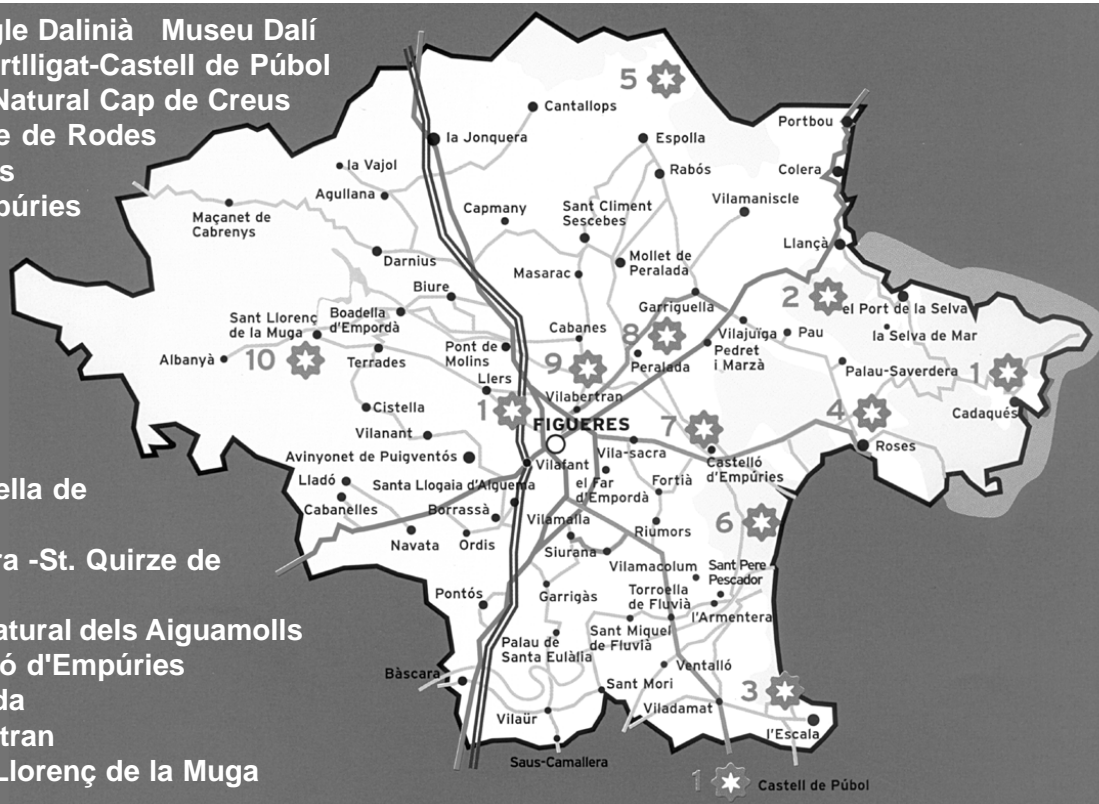 gle Dalinià Museu Dalí
rtlligat-Castell de Púbol
Natural Cap de Creus
e de Rodes
s
púries
ella de
ra -St. Quirze de
atural dels Aiguamolls
ó d'Empúries
da
tran
Llorenç de la Muga
5
Cantallops
Portbou
la Jonquera
Espolla
la Vajol
Rabós
Colera
Agullana
Maçanet de
Cabrenys
Capmany
Sant Climent
Sescebes
Vilamaniscle
Llançà
Darnius
Masarac
Mollet de
Peralada
Biure
Garriguella
2
el Port de la Selva
Sant Llorenç
de la Muga
Boadella
d'Empordà
Cabanes
8
Vilajuïga
Pau
la Selva de Mar
Albanyà
10
Terrades
Pont de
Molins
9
Peralada
Pedret
i Marzà
Palau-Saverdera
1
Llers
Vilabertran
Cistella
1
FIGUERES
7
4
Cadaqués
Vilanant
Roses
Avinyonet de Puigventós
Vilafant
Vila-sacra
Castelló
d'Empúries
Lladó
Santa Llogaia d'Alguema
el Far
d'Empordà
Fortià
Cabanelles
Borrassà
Vilamalla
Riumors
6
Navata
Ordis
Siurana
Vilamacolum
Sant Pere
Pescador
Pontós
Garrigàs
Torroella
de Fluvià
l'Armentera
Palau de
Santa Eulàlia
Sant Miquel
de Fluvià
Ventalló
Bàscara
Sant Mori
3
Vilaür
Viladamat
l'Escala
Saus-Camallera
1
Castell de Púbol